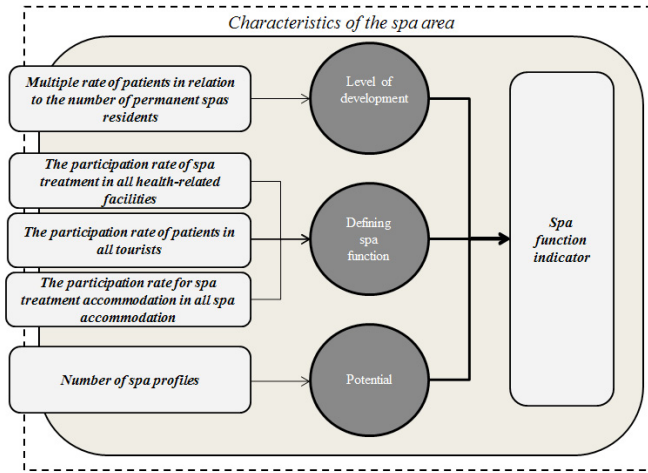 Characteristics of the spa area
Multiple rate of patients in relation
to the number of permanent spas
residents
Level of
development
The participation rate of spa
treatment in all health-related
facilities
The participation rate of patients in
all tourists
The participation rate for spa
treatment accommodation in all spa
accommodation
Defining
spa
function
Number of spa profiles
Potential
Spa
function
indicator